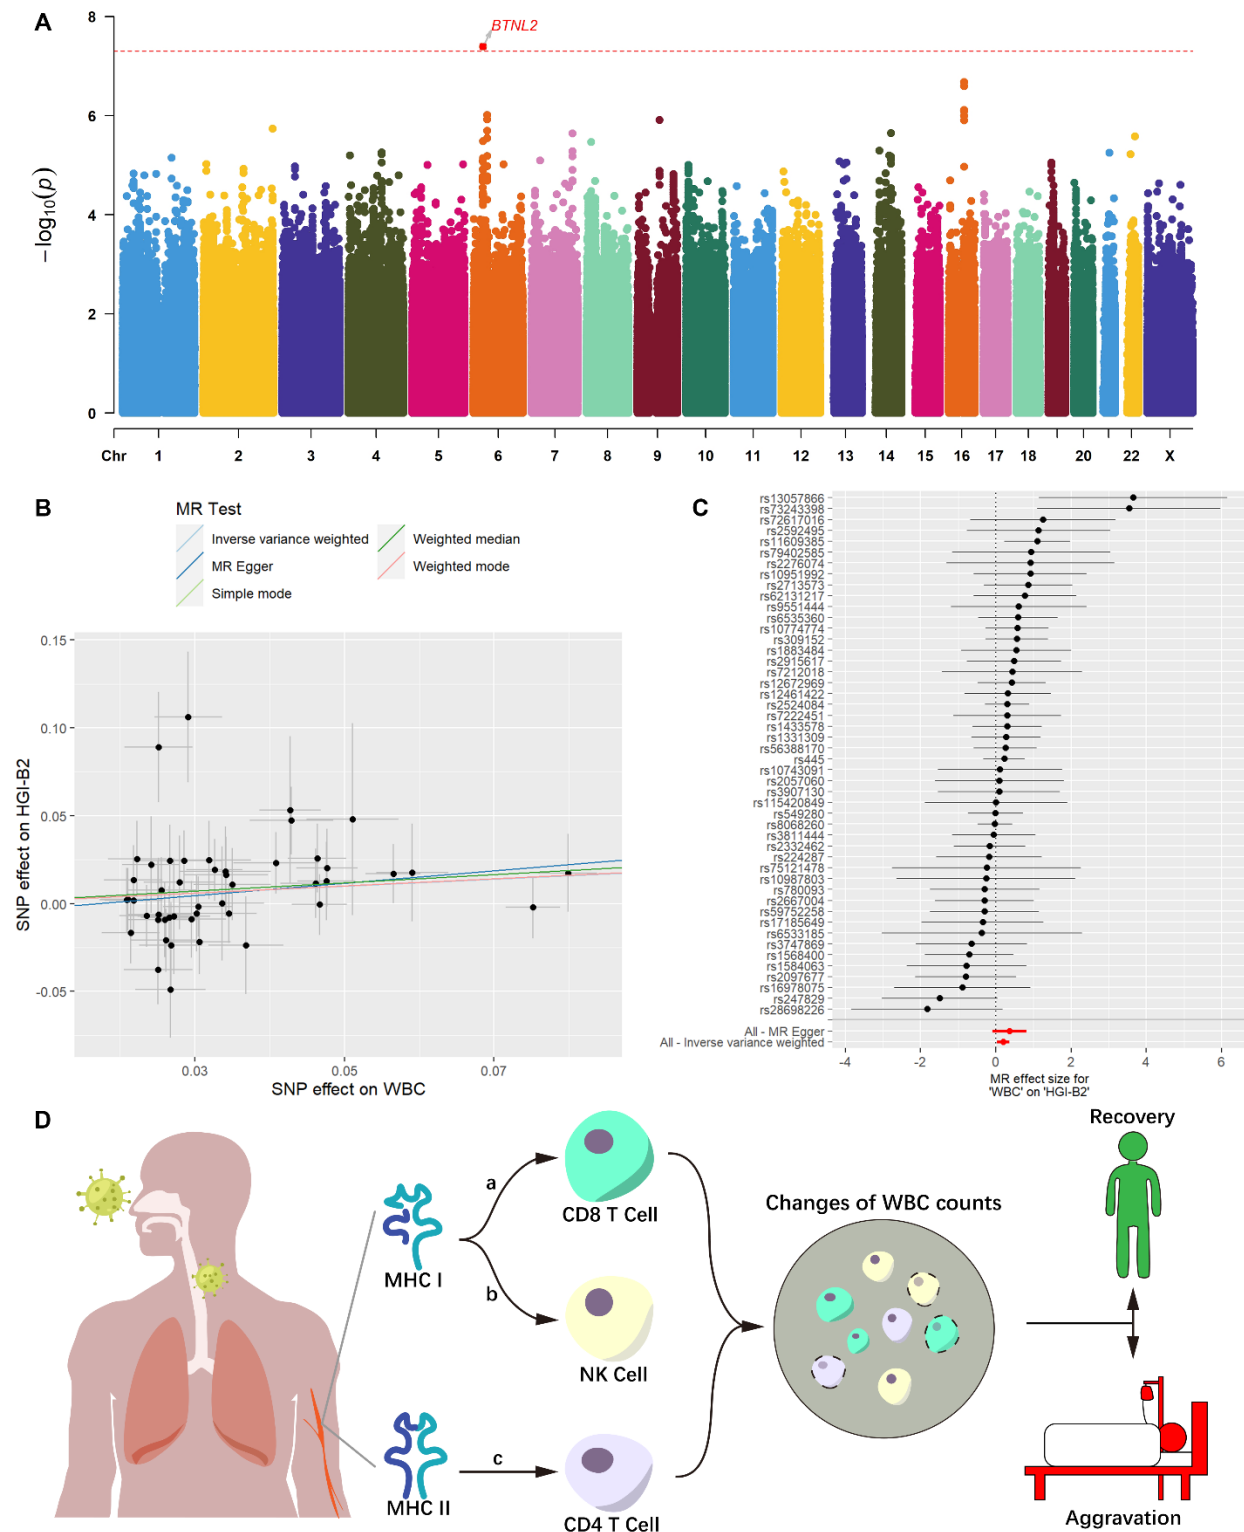 A
BTNL2
8
6
4
2
0
−log10(p)
Chr 1 2 3 4 5 6 7 8 9 10 11 12 13 14 15 16 17 18 20 22 X
B
MR Test
Inverse variance weighted
Weighted median
MR Egger
Weighted mode
Simple mode
0.15
0.10
0.05
0.00
-0.05
SNP effect on HGI-B2
0.03 0.05 0.07
SNP effect on WBC
C
rs13057866
rs73243398
rs72617016
rs2592495
rs11609385
rs79402585
rs2276074
rs10951992
rs2713573
rs62131217
rs9551444
rs6535360
rs10774774
rs309152
rs1883484
rs2915617
rs7212018
rs12672969
rs12461422
rs2524084
rs7222451
rs1433578
rs1331309
rs56388170
rs445
rs10743091
rs2057060
rs3907130
rs115420849
rs549280
rs8068260
rs3811444
rs2332462
rs224287
rs75121478
rs10987803
rs780093
rs2667004
rs59752258
rs17185649
rs6533185
rs3747869
rs1568400
rs1584063
rs2097677
rs16978075
rs247829
rs28698226
All - MR Egger
All - Inverse variance weighted
-4 -2 0 2 4 6
MR effect size for
'WBC' on 'HGI-B2'
D
MHC I
MHC II
a
b
c
CD8 T Cell
NK Cell
CD4 T Cell
Changes of WBC counts
Recovery
Aggravation